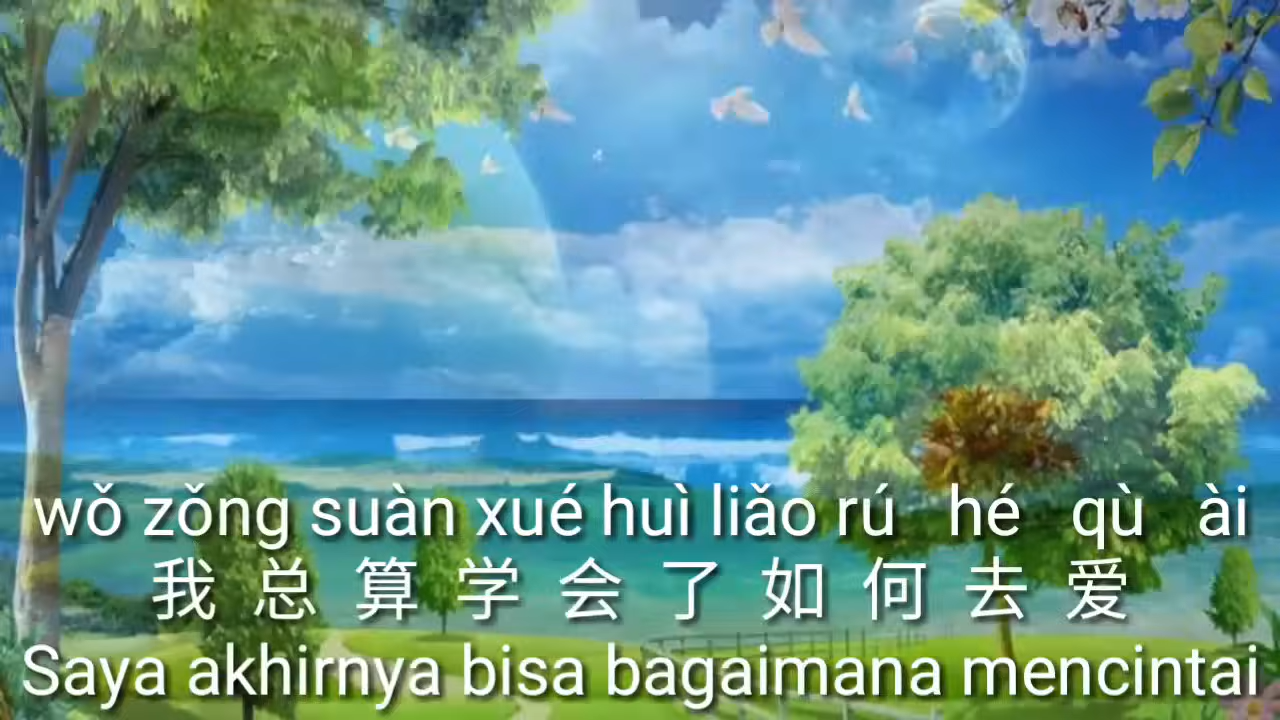 wǒ zǒng suàn xué huì liǎo rú hé qù ài
我总算学会了如何去爱
Saya akhirnya bisa bagaimana mencintai